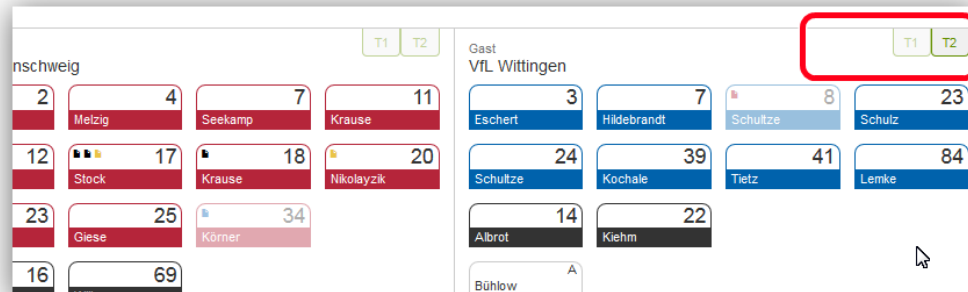 T1 T2
nschweig
2 4 7 11
Melzig Seekamp Krause
12 17 18 20
Stock Krause Nikolayzik
23 25 34
Giese Körner
16 69
Gast
VfL Wittingen
T1 T2
3 7 8 23
Eschert Hildebrandt Schultze Schulz
24 39 41 84
Schultze Kochale Tietz Lemke
14 22
Albrot Kiehm
A
Bühlow